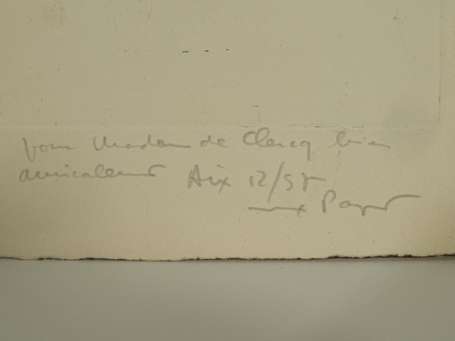 pour Madame de Clercq bien
amicalement Aix 12/58